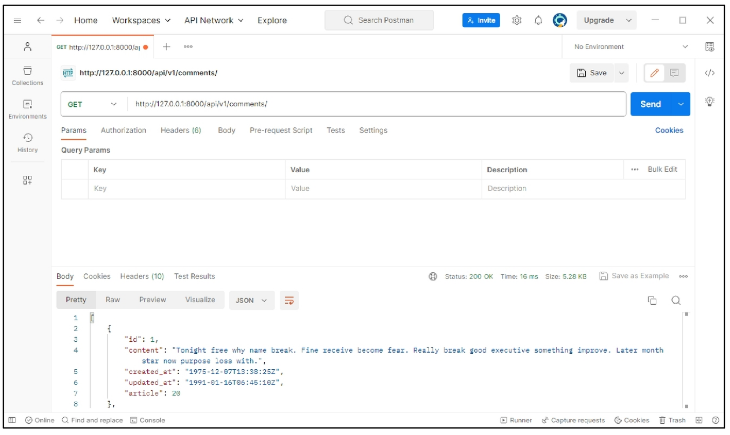 Home Workspaces API Network Explore Search Postman Invite Upgrade
GET http://127.0.0.1:8000/ap No Environment
http://127.0.0.1:8000/api/v1/comments/ Save
GET http://127.0.0.1:8000/api/v1/comments/ Send
Collections
Environments
History
Params Authorization Headers (6) Body Pre-request Script Tests Settings Cookies
Query Params
Key Value Description Bulk Edit
Key Value Description
Body Cookies Headers (10) Test Results Status: 200 OK Time: 16 ms Size: 5.28 KB Save as Example
Pretty Raw Preview Visualize JSON
1 [
2 {
3 "id": 1,
4 "content": "Tonight free why name break. Fine receive become fear. Really break good executive something improve. Later month
star now purpose loss with.",
5 "created_at": "1975-12-07T13:38:25Z",
6 "updated_at": "1991-01-16T06:45:10Z",
7 "article": 20
8 },
Online Find and replace Console Runner Capture requests Cookies Trash